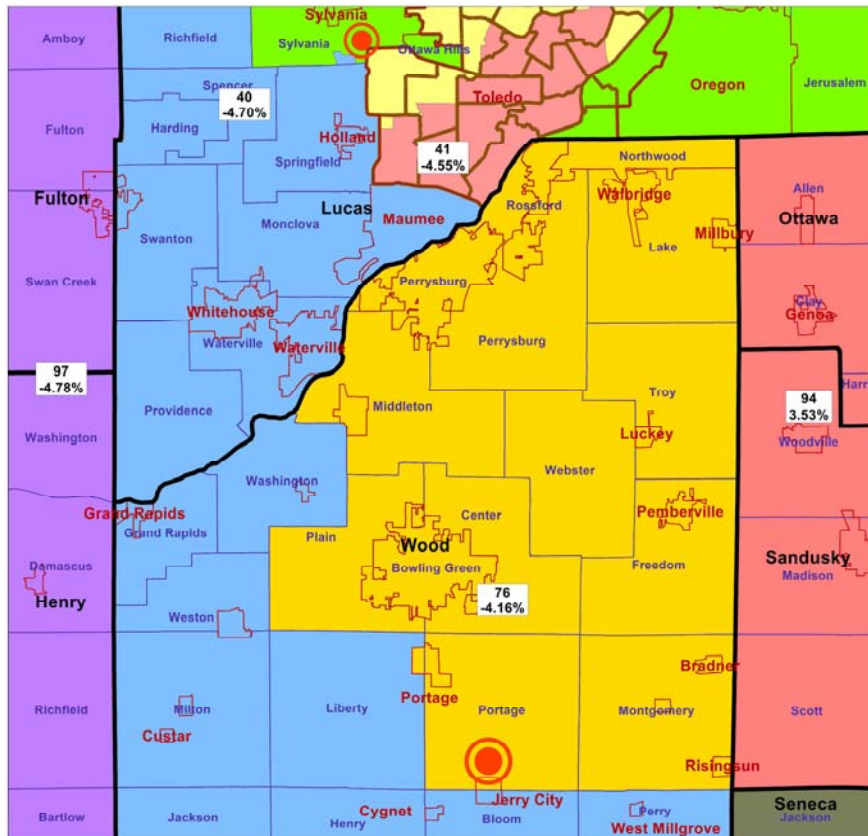 Sylvania
Amboy
Richfield
Sylvania
Ottawa Hills
Spencer
40
-4.70%
Toledo
Oregon
Jerusalem
Fulton
Harding
Holland
Springfield
41
-4.55%
Northwood
Fulton
Lucas
Maumee
Rossford
Walbridge
Allen
Ottawa
Swanton
Monclova
Lake
Millbury
Swan Creek
Perrysburg
Whitehouse
Clay
Genoa
Waterville
Waterville
Perrysburg
97
-4.78%
Troy
Harr
Providence
Middleton
94
3.53%
Washington
Luckey
Woodville
Washington
Webster
Grand Rapids
Grand Rapids
Center
Pemberville
Plain
Wood
Damascus
Bowling Green
Freedom
Sandusky
Madison
Henry
76
-4.16%
Weston
Bradner
Portage
Richfield
Milton
Liberty
Portage
Montgomery
Scott
Custar
Risingsun
Jerry City
Seneca
Bartlow
Jackson
Henry
Cygnet
Bloom
Perry
West Millgrove
Jackson